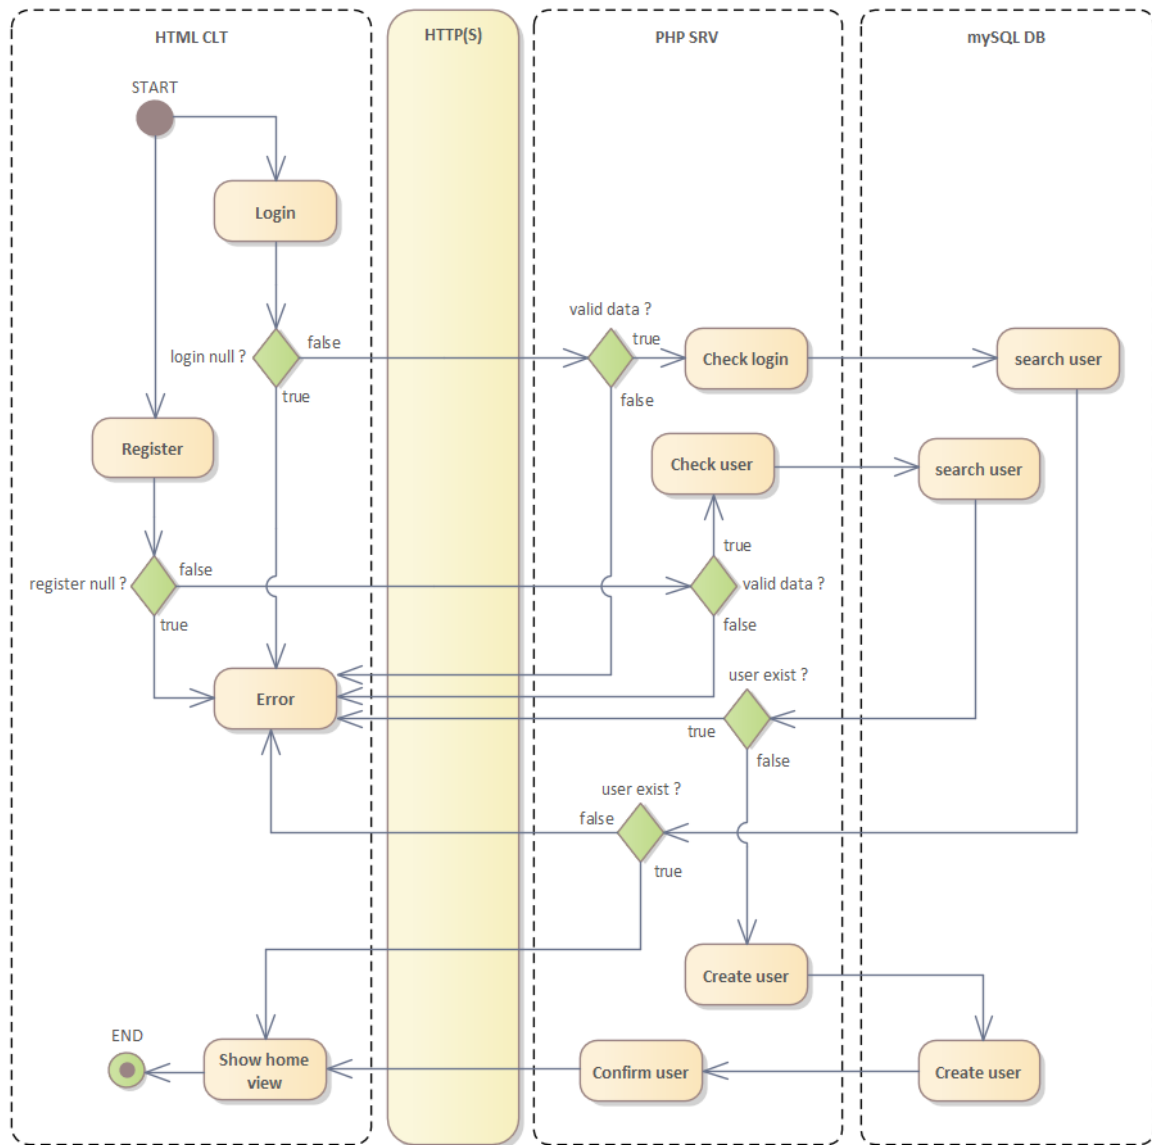 HTML CLT
HTTP(S)
PHP SRV
mySQL DB
START
Login
valid data ?
login null ?
false
true
true
false
Check login
search user
Register
Check user
search user
register null ?
false
true
true
valid data ?
false
Error
user exist ?
true
false
user exist ?
false
true
Create user
END
Show home
view
Confirm user
Create user